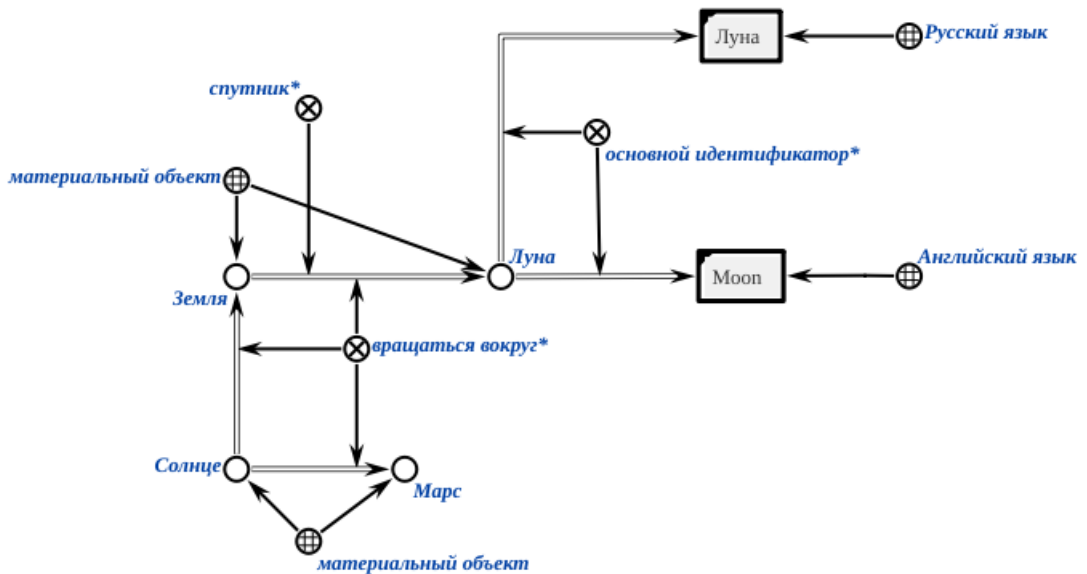 Луна
Русский язык
спутник*
основной идентификатор*
материальный объект
Луна
Английский язык
Moon
Земля
вращаться вокруг*
Солнце
Марс
материальный объект